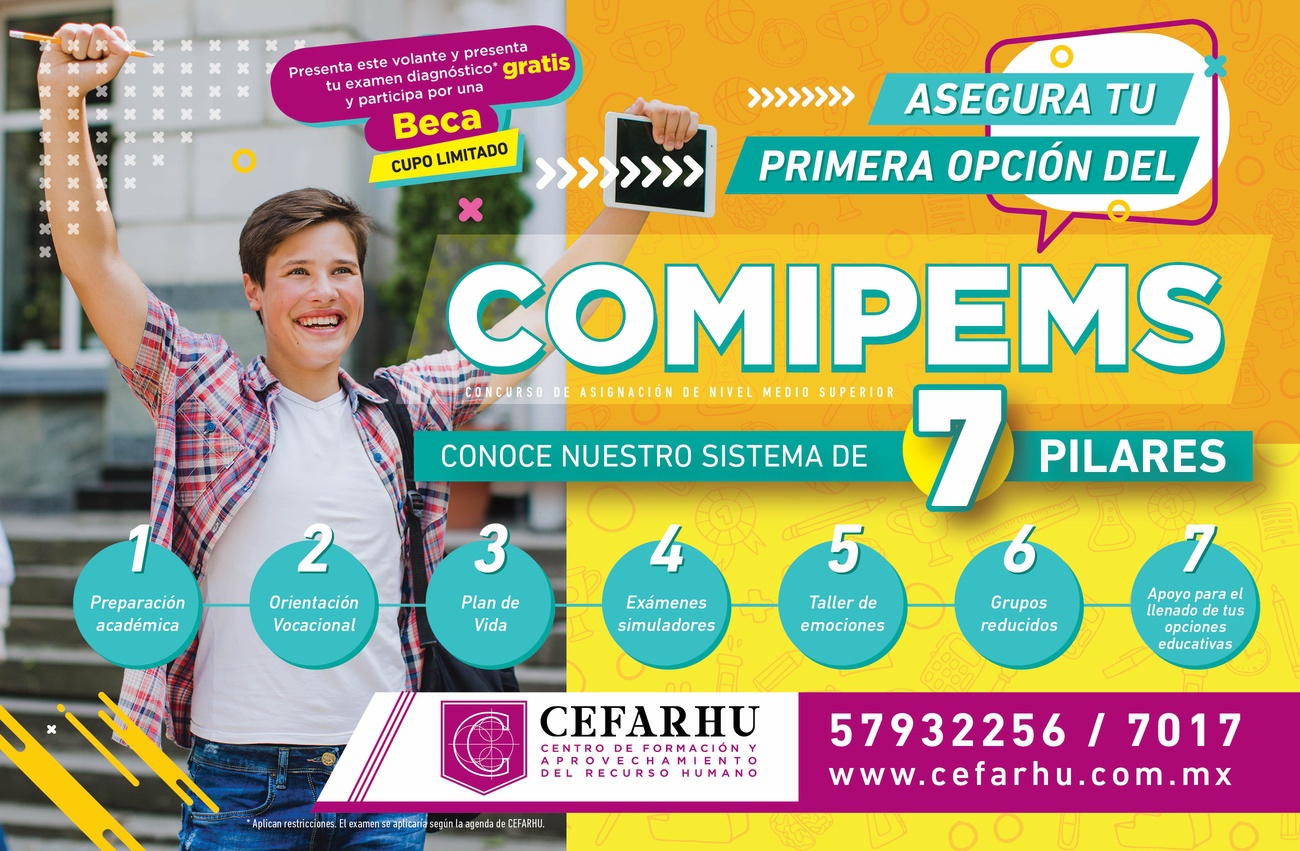 Presenta este volante y presenta
tu examen diagnóstico* gratis
y participa por una
Beca
CUPO LIMITADO
ASEGURA TU
PRIMERA OPCIÓN DEL
COMIPEMS
CONCURSO DE ASIGNACIÓN DE NIVEL MEDIO SUPERIOR
CONOCE NUESTRO SISTEMA DE 7 PILARES
1
Preparación
académica
2
Orientación
Vocacional
3
Plan de
Vida
4
Exámenes
simuladores
5
Taller de
emociones
6
Grupos
reducidos
7
Apoyo para el
llenado de tus
opciones
educativas
CEFARHU
CENTRO DE FORMACIÓN Y
APROVECHAMIENTO
DEL RECURSO HUMANO
57932256 / 7017
www.cefarhu.com.mx
* Aplican restricciones. El examen se aplicaría según la agenda de CEFARHU.